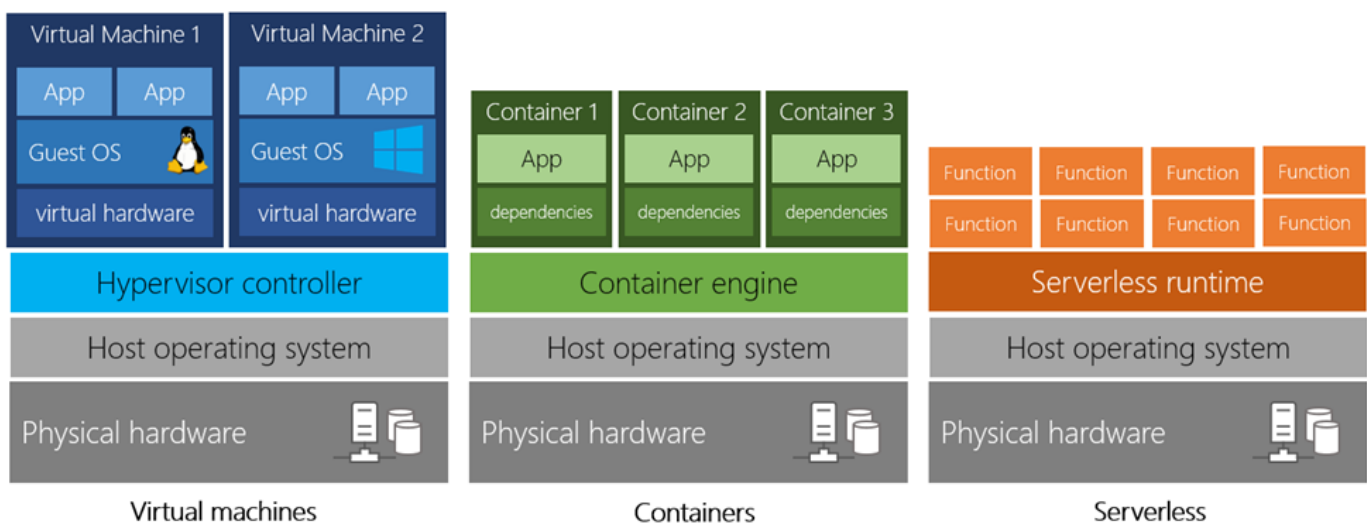 Virtual Machine 1
App
App
Guest OS
virtual hardware
Virtual Machine 2
App
App
Guest OS
virtual hardware
Hypervisor controller
Host operating system
Physical hardware
Virtual machines
Container 1
App
dependencies
Container 2
App
dependencies
Container 3
App
dependencies
Container engine
Host operating system
Physical hardware
Containers
Function
Function
Function
Function
Function
Function
Function
Function
Serverless runtime
Host operating system
Physical hardware
Serverless